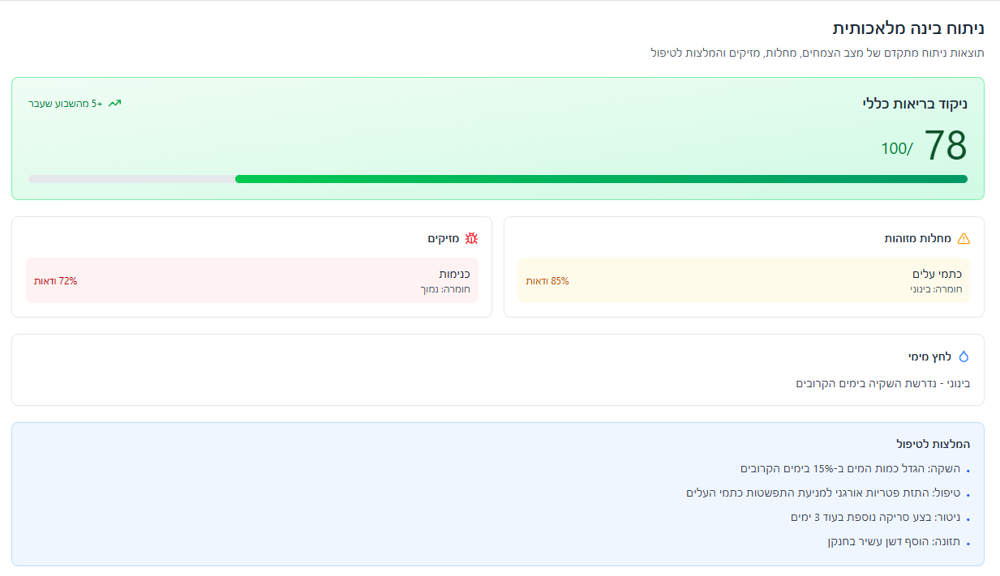 ניתוח בינה מלאכותית
תוצאות ניתוח מתקדם של מצב הצמחים, מחלות, מזיקים והמלצות לטיפול
ניקוד בריאות כללי
+5 מהשבוע שעבר
78 /100
מחלות מזוהות
כתמי עלים
חומרה: בינוני
85% ודאות
מזיקים
כנימות
חומרה: נמוך
72% ודאות
לחץ מימי
בינוני - נדרשת השקיה בימים הקרובים
המלצות לטיפול
• השקה: הגדל כמות המים ב-15% בימים הקרובים
• טיפול: התזת פטריות אורגני למניעת התפשטות כתמי העלים
• ניטור: בצע סריקה נוספת בעוד 3 ימים
• תזונה: הוסף דשן עשיר בחנקן